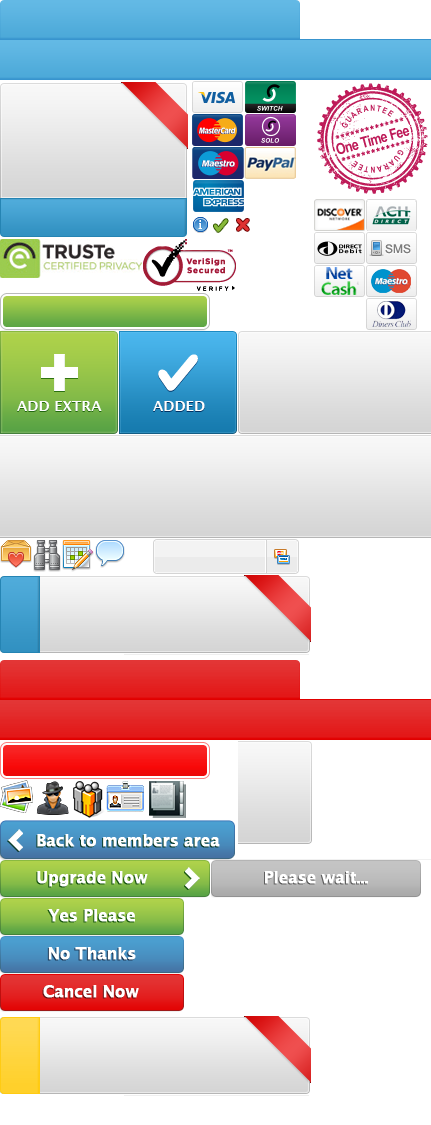 VISA
SWITCH
MasterCard
SOLO
Maestro
PayPal
AMERICAN
EXPRESS
GUARANTEE
One Time Fee
GUARANTEE
DISCOVER
NETWORK
ACH
DIRECT
DIRECT
Debit
SMS
Net
Cash
Maestro
Diners Club
TRUSTe
CERTIFIED PRIVACY
VeriSign
Secured
™
VERIFY
ADD EXTRA
ADDED
Back to members area
Upgrade Now
Please wait...
Yes Please
No Thanks
Cancel Now